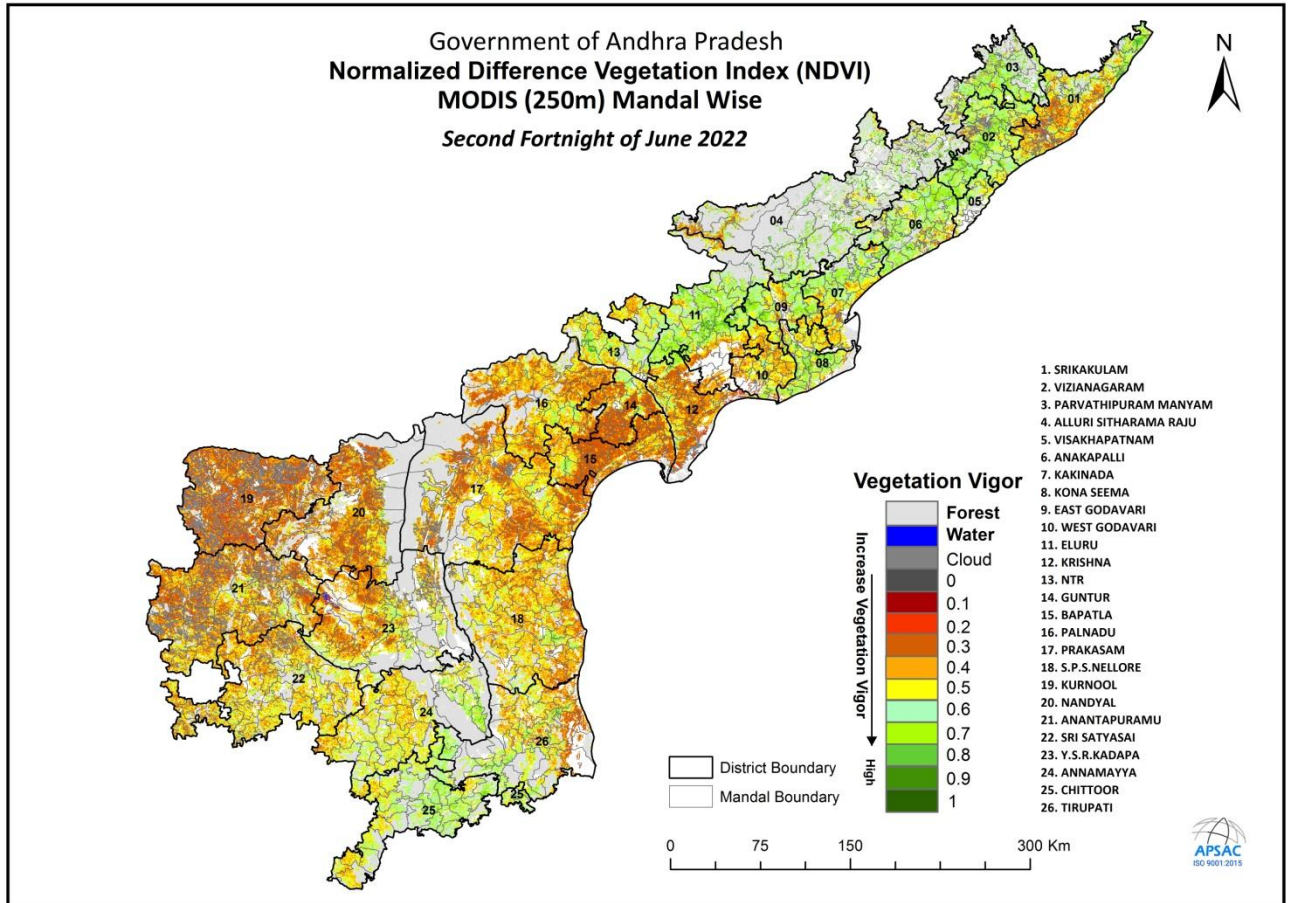 Government of Andhra Pradesh
Normalized Difference Vegetation Index (NDVI)
MODIS (250m) Mandal Wise
Second Fortnight of June 2022
N
03
01
02
05
04
06
07
09
11
08
13
10
16
14
12
15
17
19
20
21
18
23
22
24
26
25
25
1. SRIKAKULAM
2. VIZIANAGARAM
3. PARVATHIPURAM MANYAM
4. ALLURI SITHARAMA RAJU
5. VISAKHAPATNAM
6. ANAKAPALLI
7. KAKINADA
8. KONA SEEMA
9. EAST GODAVARI
10. WEST GODAVARI
11. ELURU
12. KRISHNA
13. NTR
14. GUNTUR
15. BAPATLA
16. PALNADU
17. PRAKASAM
18. S.P.S.NELLORE
19. KURNOOL
20. NANDYAL
21. ANANTAPURAMU
22. SRI SATYASAI
23. Y.S.R.KADAPA
24. ANNAMAYYA
25. CHITTOOR
26. TIRUPATI
Vegetation Vigor
Increase Vegetation Vigor
High
Forest
Water
Cloud
0
0.1
0.2
0.3
0.4
0.5
0.6
0.7
0.8
0.9
1
District Boundary
Mandal Boundary
0 75 150 300 Km
APSAC
ISO 9001:2015